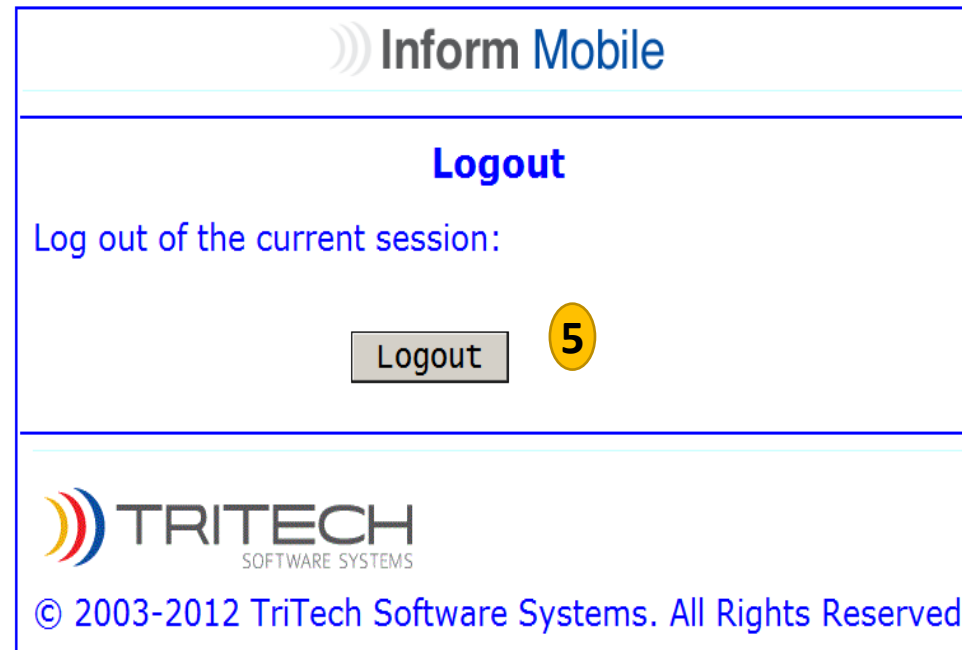 Inform Mobile
Logout
Log out of the current session:
Logout
5
TRITECH
SOFTWARE SYSTEMS
© 2003-2012 TriTech Software Systems. All Rights Reserved